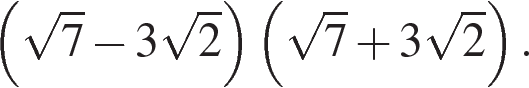 (√7 − 3√2) (√7 + 3√2).